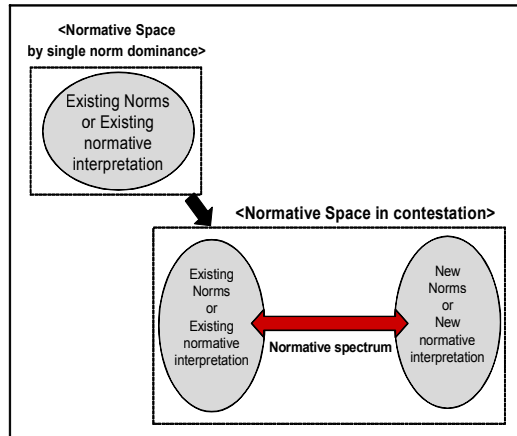 <Normative Space
by single norm dominance>
Existing Norms
or Existing
normative
interpretation
<Normative Space in contestation>
Existing
Norms
or
Existing
normative
interpretation
Normative spectrum
New
Norms
or
New
normative
interpretation